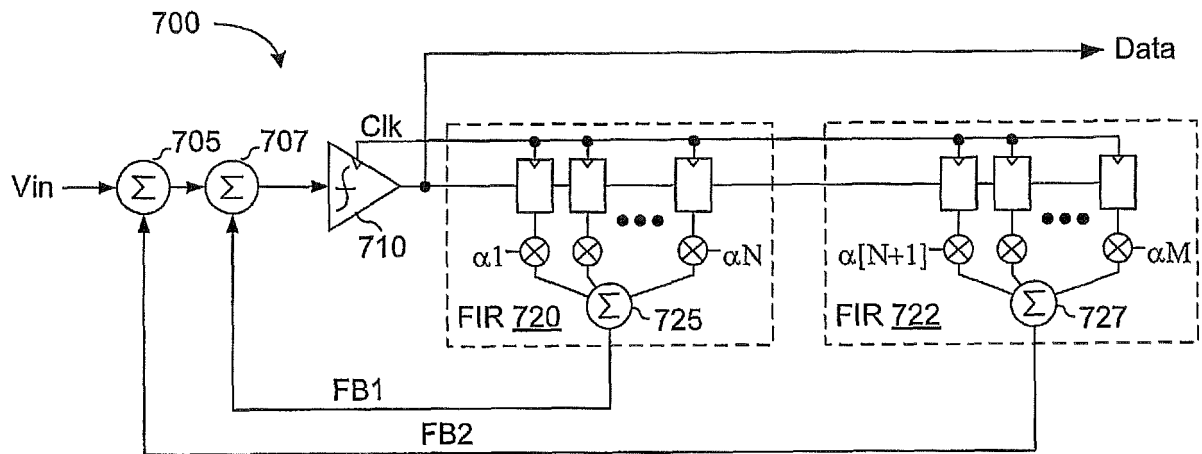 700
Data
705
707
Clk
Vin
Σ
Σ
710
α1
αN
α[N+1]
αM
Σ
Σ
FIR 720
725
FIR 722
727
FB1
FB2